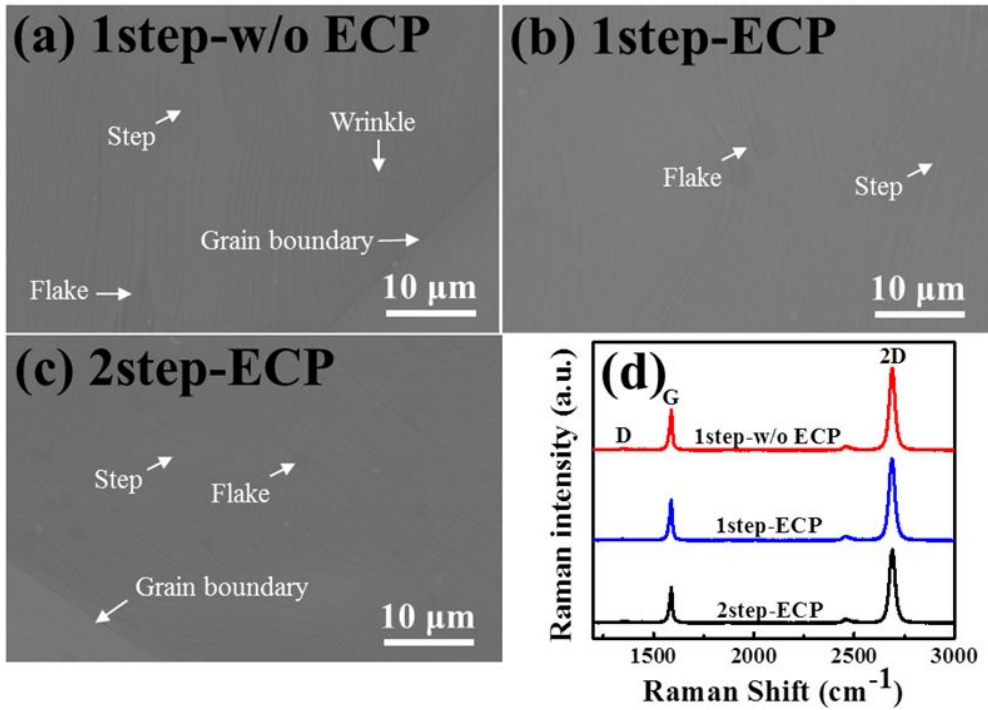 (a) 1step-w/o ECP
Step
Wrinkle
Grain boundary
Flake
10 μm
(b) 1step-ECP
Flake
Step
10 μm
(c) 2step-ECP
Step
Flake
Grain boundary
10 μm
(d)
2D
G
D
1step-w/o ECP
1step-ECP
2step-ECP
Raman intensity (a.u.)
1500 2000 2500 3000
Raman Shift (cm⁻¹)